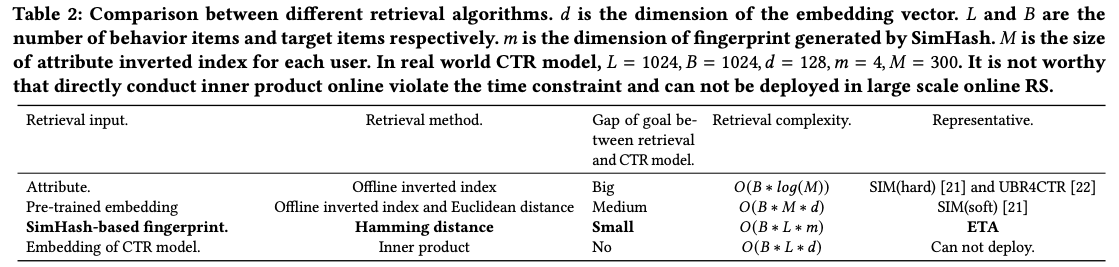 Table 2: Comparison between different retrieval algorithms. d is the dimension of the embedding vector. L and B are the
number of behavior items and target items respectively. m is the dimension of fingerprint generated by SimHash. M is the size
of attribute inverted index for each user. In real world CTR model, L = 1024, B = 1024, d = 128, m = 4, M = 300. It is not worthy
that directly conduct inner product online violate the time constraint and can not be deployed in large scale online RS.
Retrieval input. Retrieval method. Gap of goal be- Retrieval complexity. Representative.
tween retrieval
and CTR model.
Attribute. Offline inverted index Big O(B * log(M)) SIM(hard) [21] and UBR4CTR [22]
Pre-trained embedding Offline inverted index and Euclidean distance Medium O(B * M * d) SIM(soft) [21]
SimHash-based fingerprint. Hamming distance Small O(B * L * m) ETA
Embedding of CTR model. Inner product No O(B * L * d) Can not deploy.